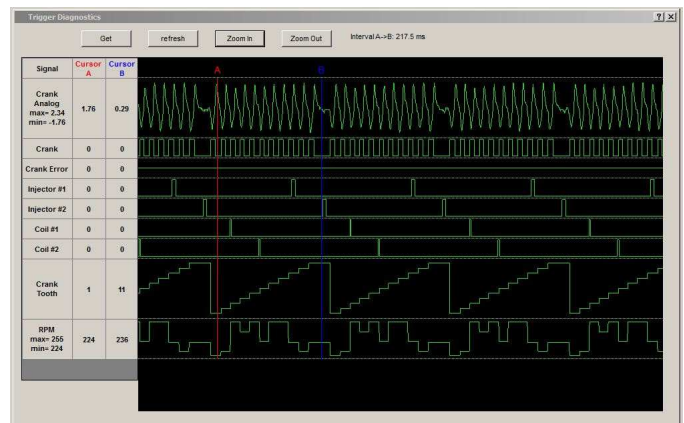 Trigger Diagnostics
? x
Get refresh Zoom In Zoom Out Interval A->B: 217.5 ms
Signal Cursor A Cursor B
A B
Crank Analog max= 2.34 min= -1.76 1.76 0.29
Crank 0 0
Crank Error 0 0
Injector #1 0 0
Injector #2 0 0
Coil #1 0 0
Coil #2 0 0
Crank Tooth 1 11
RPM max= 255 min= 224 224 236